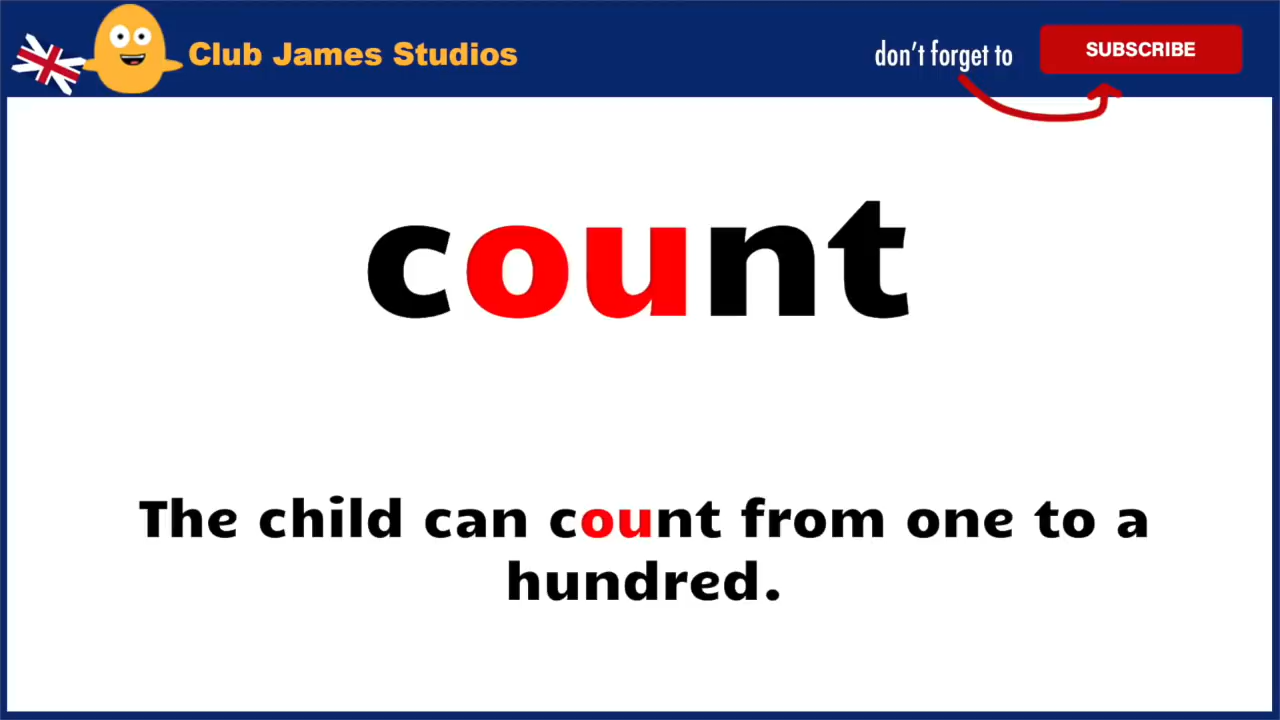 Club James Studios
don't forget to
SUBSCRIBE
count
The child can count from one to a
hundred.